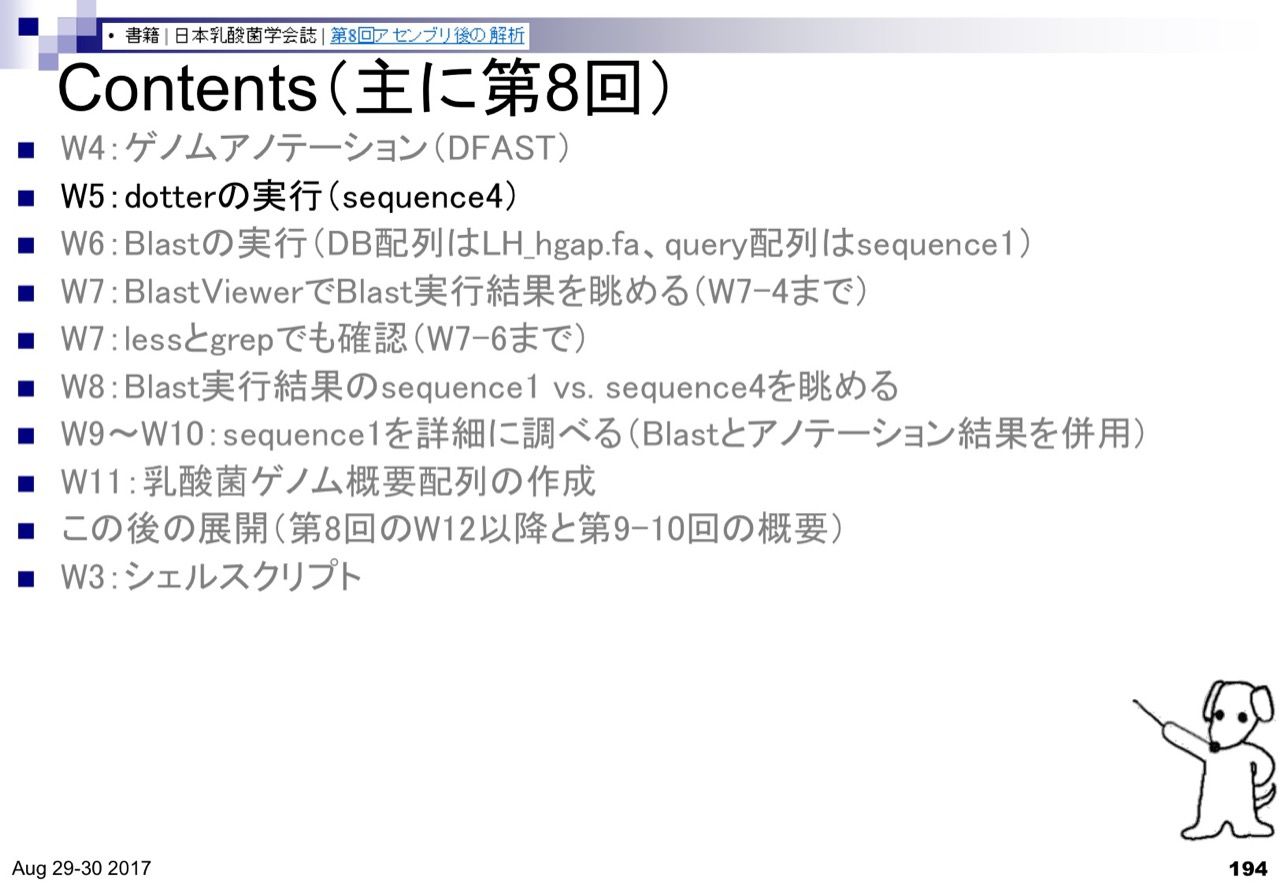 • 書籍 | 日本乳酸菌学会誌 | 第8回アセンブリ後の解析
Contents（主に第8回）
W4：ゲノムアノテーション（DFAST）
W5：dotterの実行（sequence4）
W6：Blastの実行（DB配列はLH_hgap.fa、query配列はsequence1）
W7：BlastViewerでBlast実行結果を眺める（W7-4まで）
W7：lessとgrepでも確認（W7-6まで）
W8：Blast実行結果のsequence1 vs. sequence4を眺める
W9～W10：sequence1を詳細に調べる（Blastとアノテーション結果を併用）
W11：乳酸菌ゲノム概要配列の作成
この後の展開（第8回のW12以降と第9-10回の概要）
W3：シェルスクリプト
Aug 29-30 2017
194